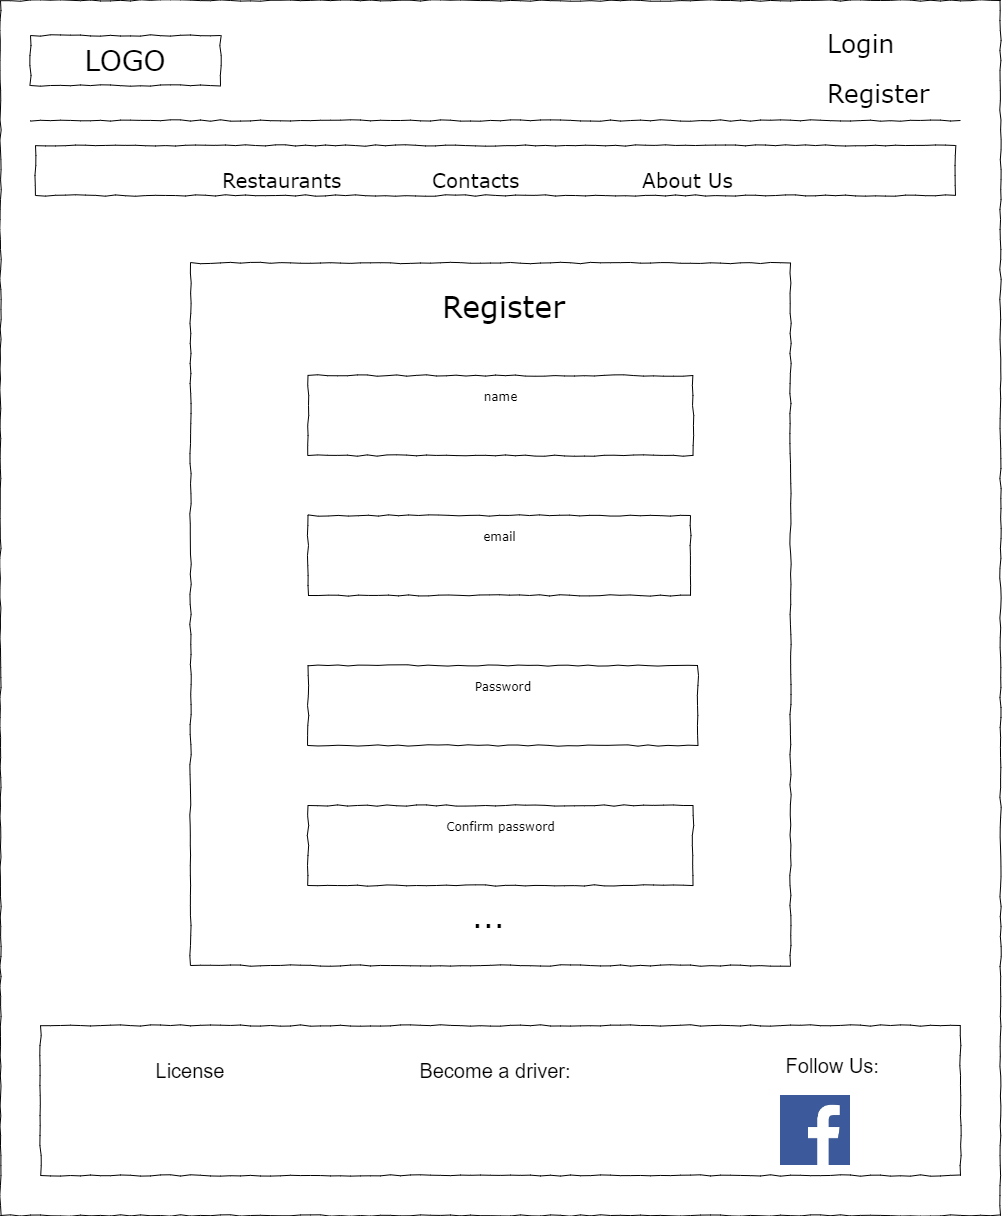 LOGO
Login
Register
Restaurants
Contacts
About Us
Register
name
email
Password
Confirm password
...
License
Become a driver:
Follow Us: